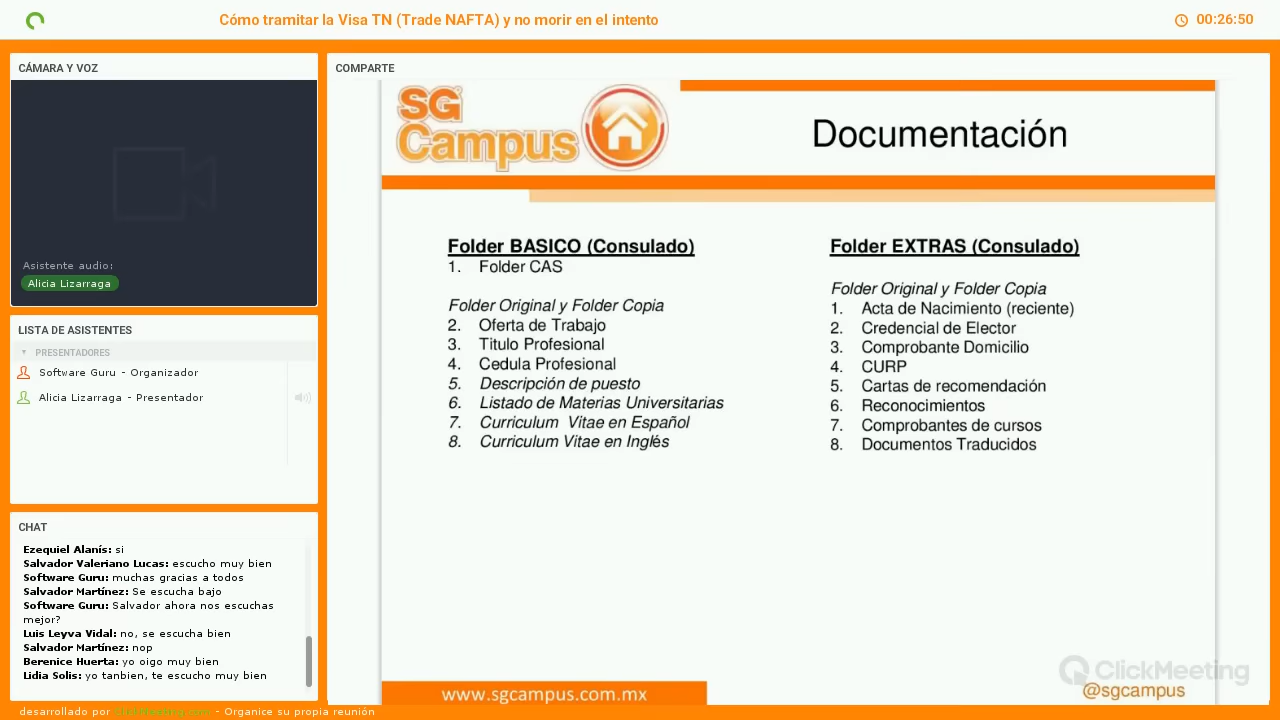 Cómo tramitar la Visa TN (Trade NAFTA) y no morir en el intento
00:26:50
CÁMARA Y VOZ
Asistente audio:
Alicia Lizarraga
LISTA DE ASISTENTES
PRESENTADORES
Software Guru - Organizador
Alicia Lizarraga - Presentador
CHAT
Ezequiel Alanís: si
Salvador Valeriano Lucas: escucho muy bien
Software Guru: muchas gracias a todos
Salvador Martínez: Se escucha bajo
Software Guru: Salvador ahora nos escuchas
mejor?
Luis Leyva Vidal: no, se escucha bien
Salvador Martínez: nop
Berenice Huerta: yo oigo muy bien
Lidia Solis: yo tanbien, te escucho muy bien
COMPARTE
SG
Campus
Documentación
Folder BASICO (Consulado)
1. Folder CAS
Folder Original y Folder Copia
2. Oferta de Trabajo
3. Titulo Profesional
4. Cedula Profesional
5. Descripción de puesto
6. Listado de Materias Universitarias
7. Curriculum Vitae en Español
8. Curriculum Vitae en Inglés
Folder EXTRAS (Consulado)
Folder Original y Folder Copia
1. Acta de Nacimiento (reciente)
2. Credencial de Elector
3. Comprobante Domicilio
4. CURP
5. Cartas de recomendación
6. Reconocimientos
7. Comprobantes de cursos
8. Documentos Traducidos
www.sgcampus.com.mx
ClickMeeting
@sgcampus
desarrollado por ClickMeeting.com - Organice su propia reunión